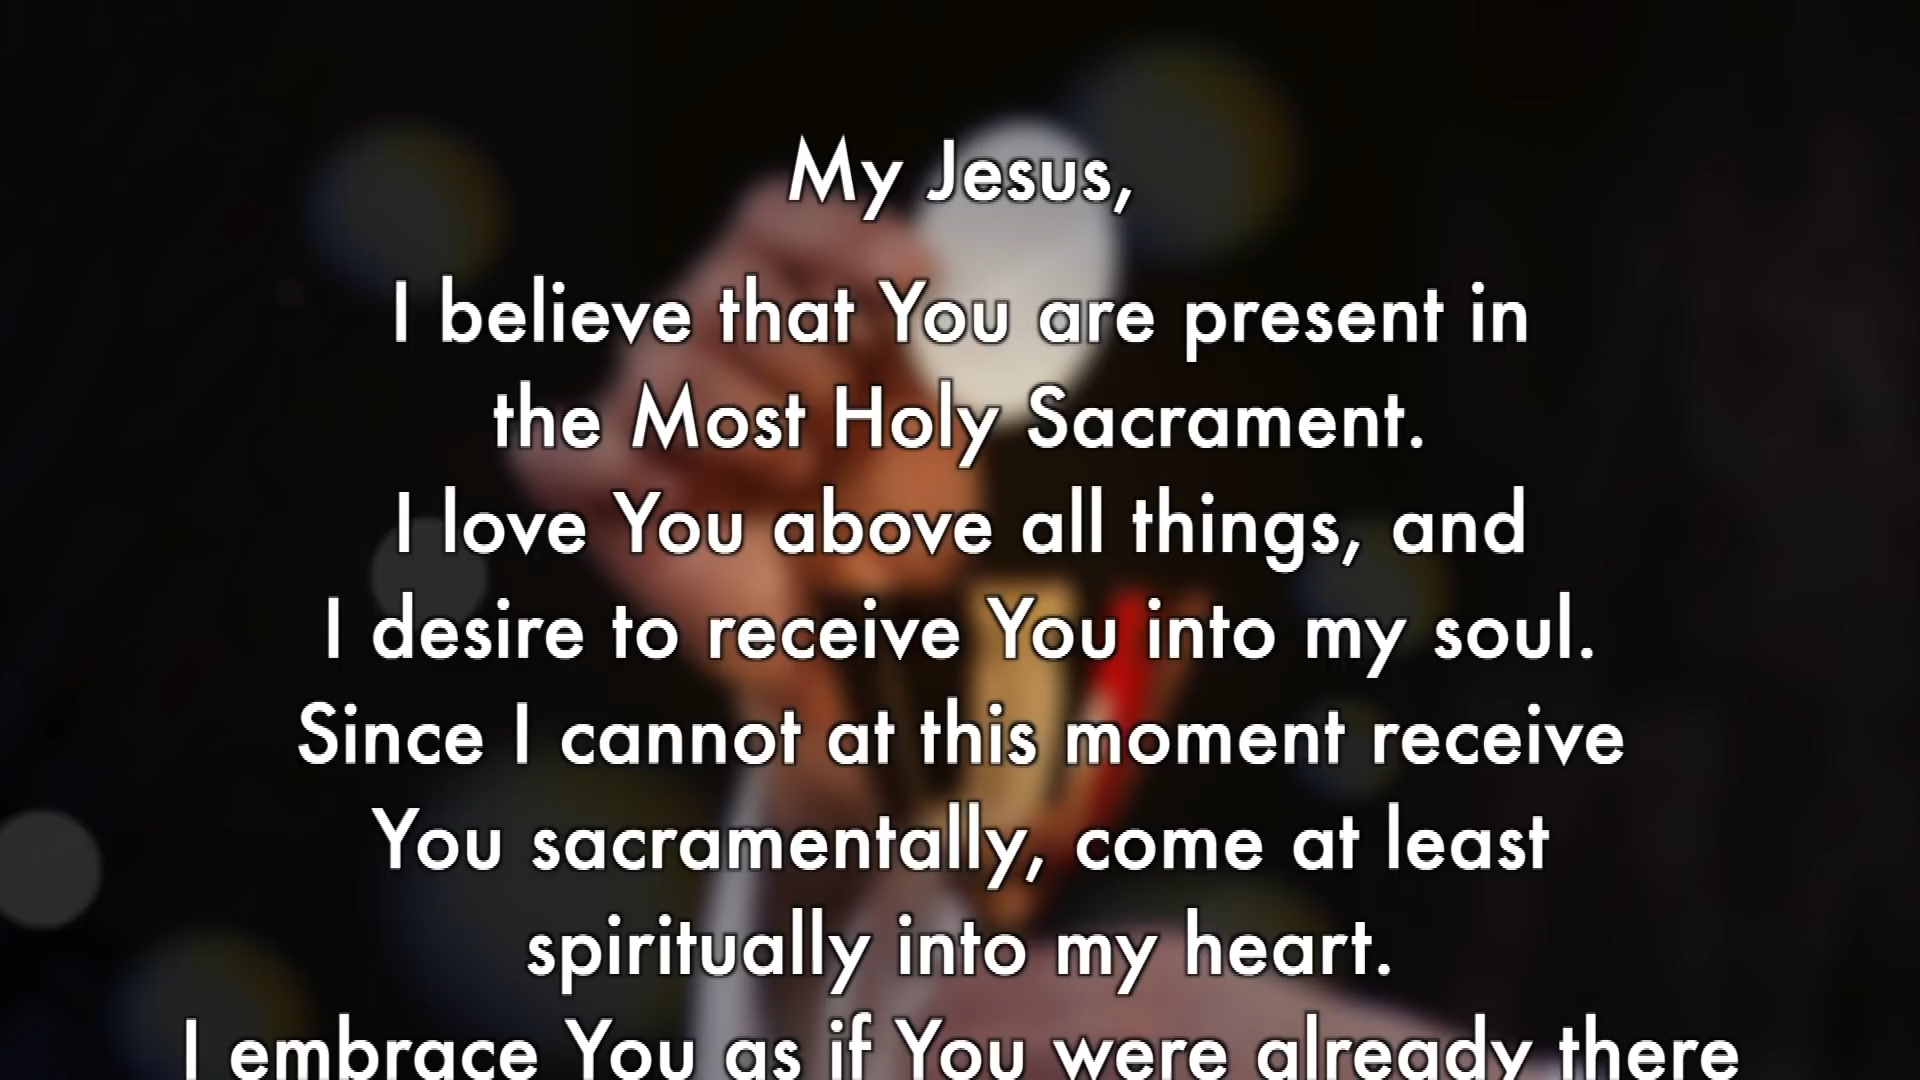 My Jesus,
I believe that You are present in
the Most Holy Sacrament.
I love You above all things, and
I desire to receive You into my soul.
Since I cannot at this moment receive
You sacramentally, come at least
spiritually into my heart.
I embrace You as if You were already there